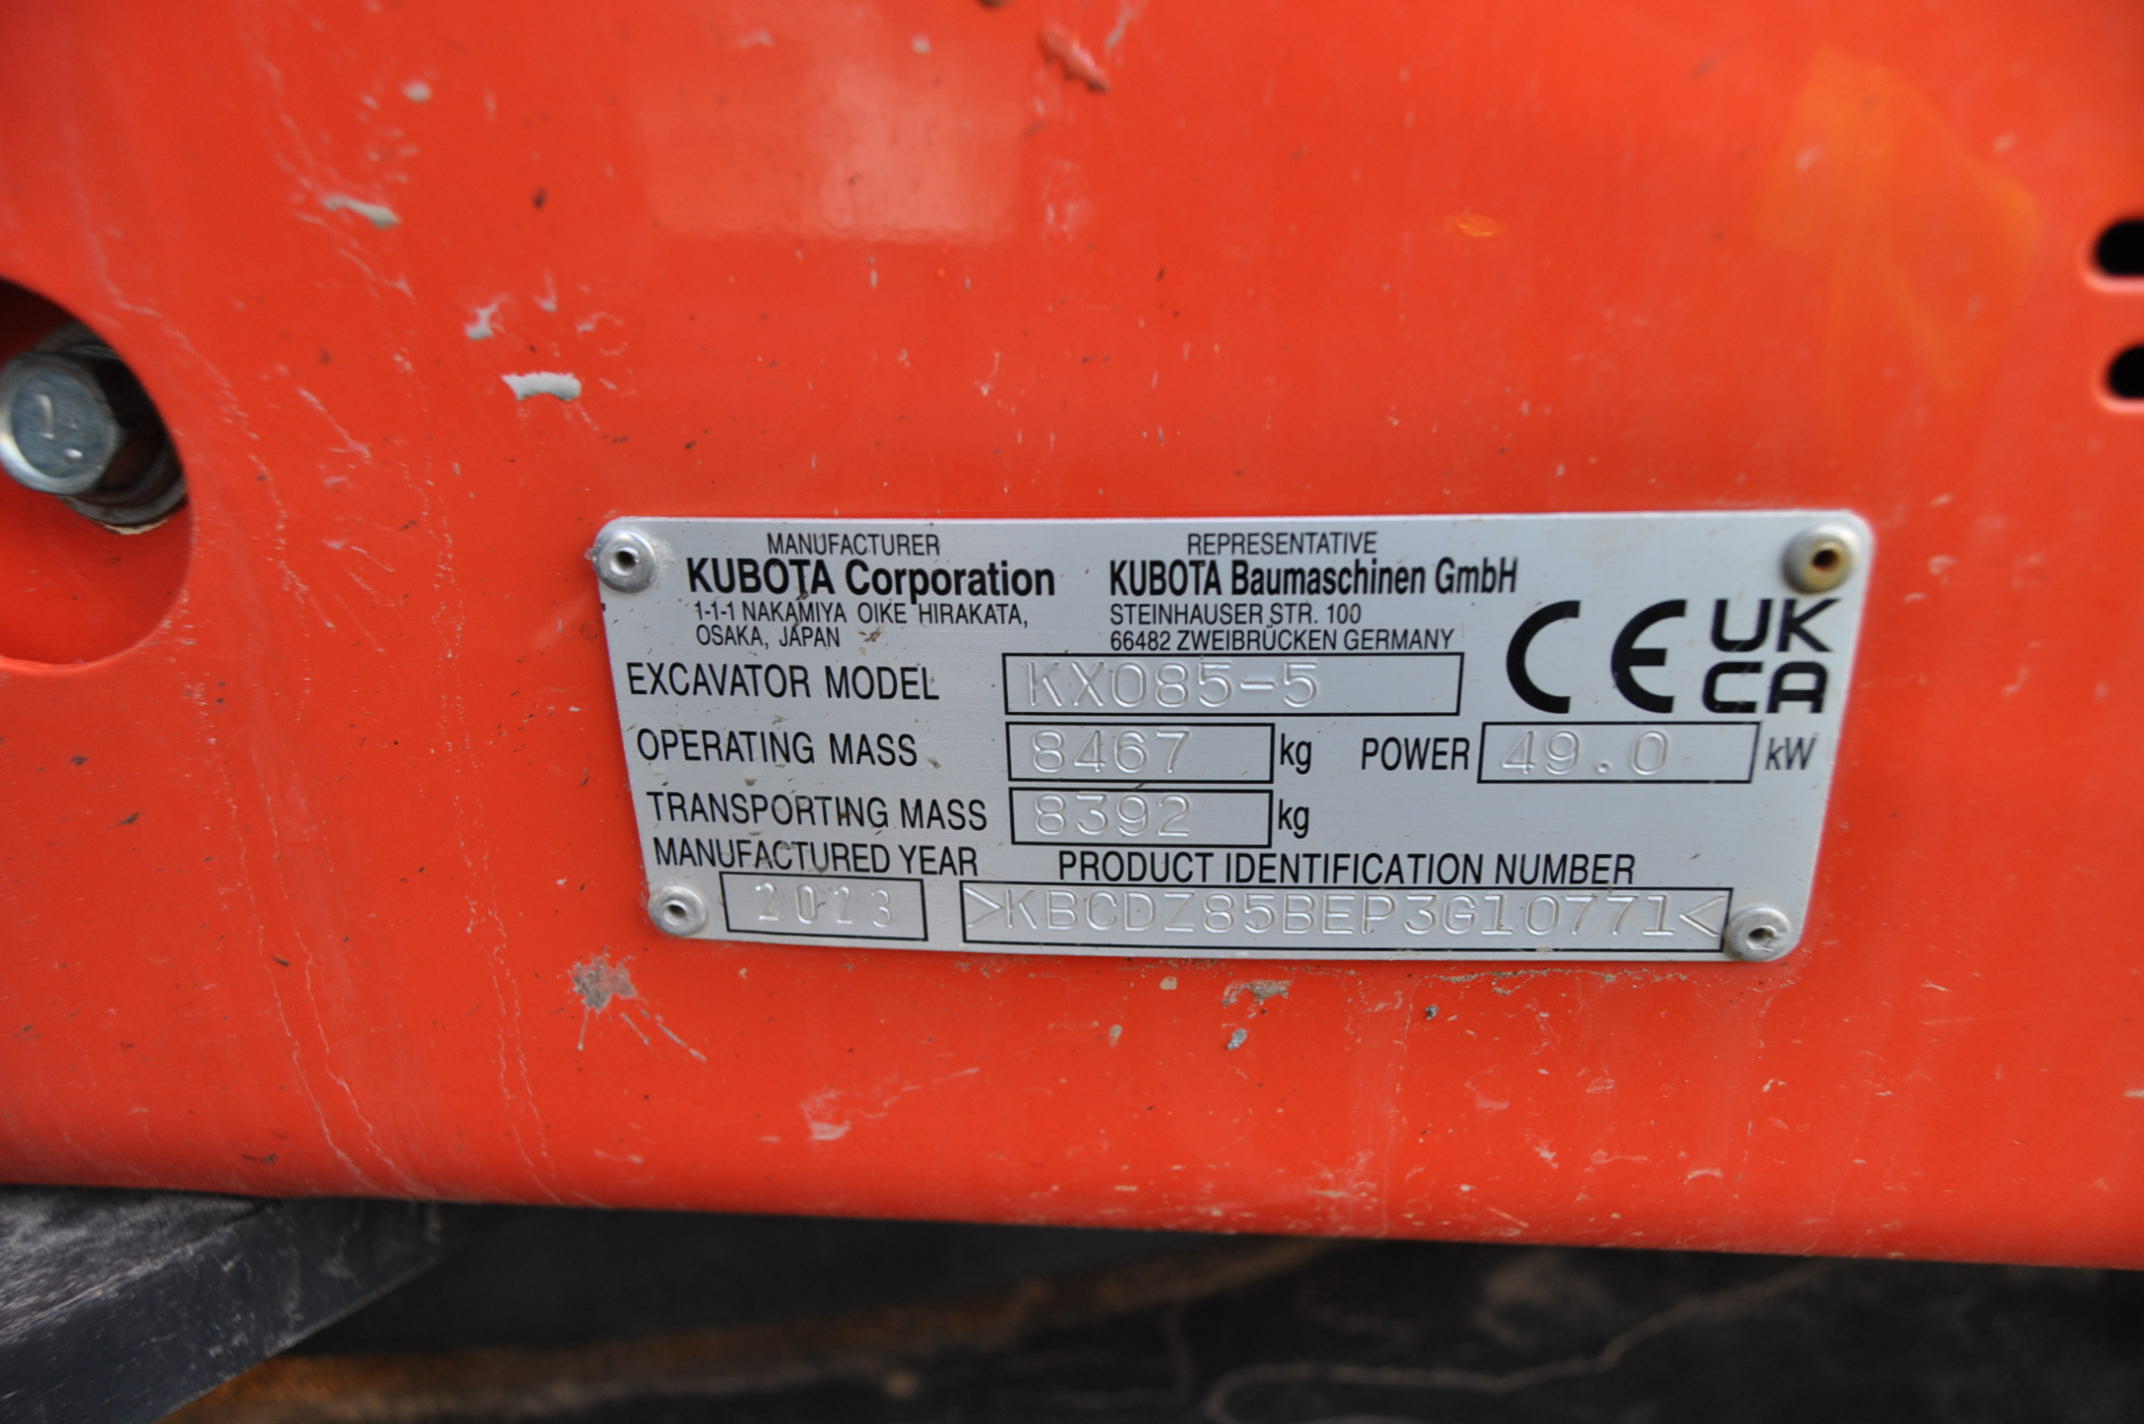 MANUFACTURER
KUBOTA Corporation
1-1-1 NAKAMIYA OIKE HIRAKATA,
OSAKA, JAPAN
REPRESENTATIVE
KUBOTA Baumaschinen GmbH
STEINHAUSER STR. 100
66482 ZWEIBRÜCKEN GERMANY
CE UK
CA
EXCAVATOR MODEL KX085-5
OPERATING MASS 8467 kg POWER 49.0 kW
TRANSPORTING MASS 8392 kg
MANUFACTURED YEAR PRODUCT IDENTIFICATION NUMBER
2023 >KBCDZ85BEP3G10771<